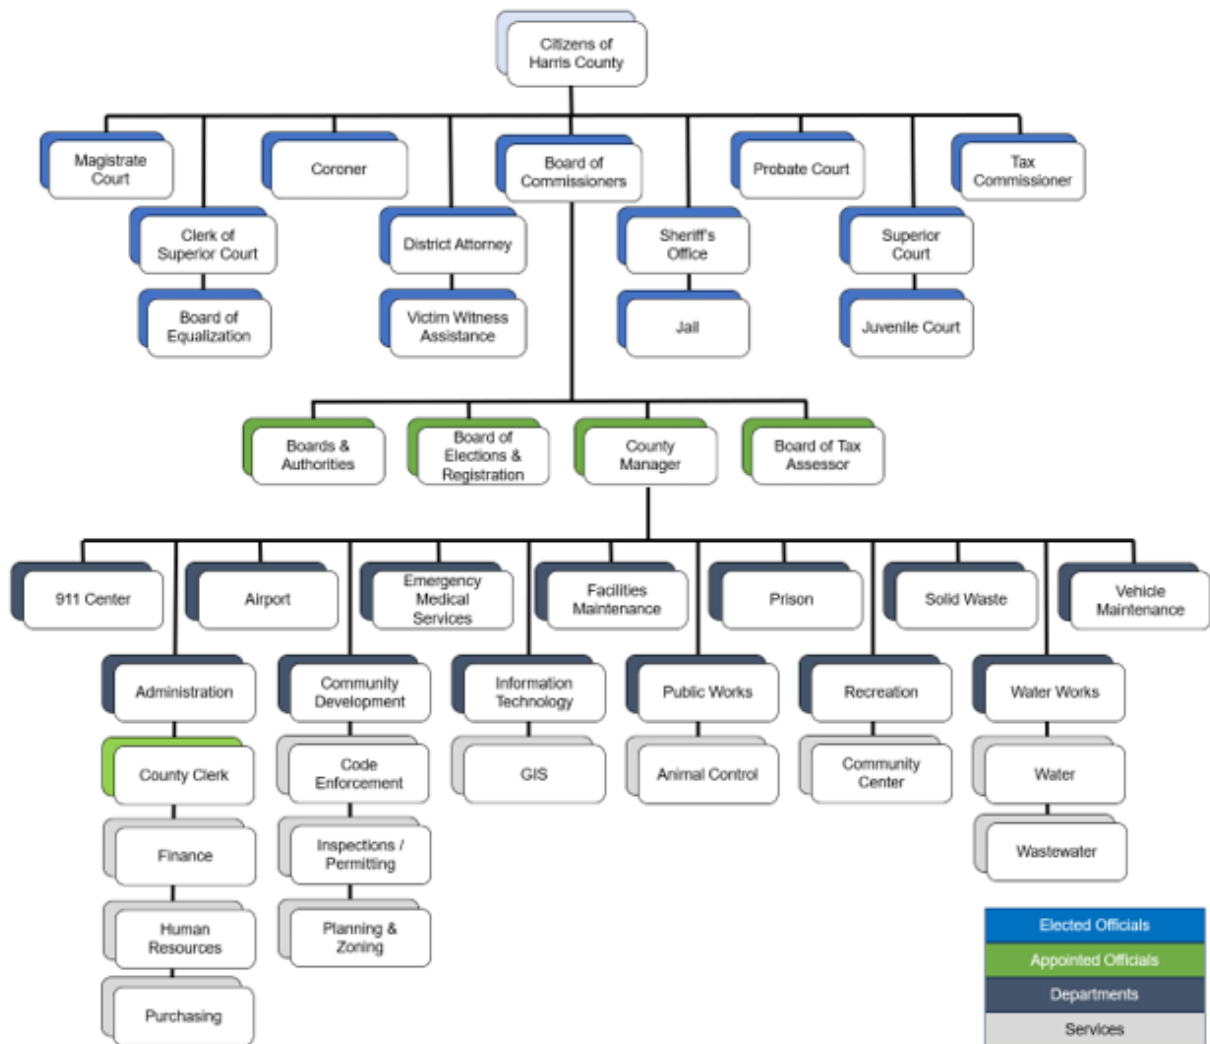 Citizens of
Harris County
Magistrate
Court
Coroner
Board of
Commissioners
Probate Court
Tax
Commissioner
Clerk of
Superior Court
District Attorney
Sheriff's
Office
Superior
Court
Board of
Equalization
Victim Witness
Assistance
Jail
Juvenile Court
Boards &
Authorities
Board of
Elections &
Registration
County
Manager
Board of Tax
Assessor
911 Center
Airport
Emergency
Medical
Services
Facilities
Maintenance
Prison
Solid Waste
Vehicle
Maintenance
Administration
Community
Development
Information
Technology
Public Works
Recreation
Water Works
County Clerk
Code
Enforcement
GIS
Animal Control
Community
Center
Water
Finance
Inspections /
Permitting
Wastewater
Human
Resources
Planning &
Zoning
Purchasing
Elected Officials
Appointed Officials
Departments
Services